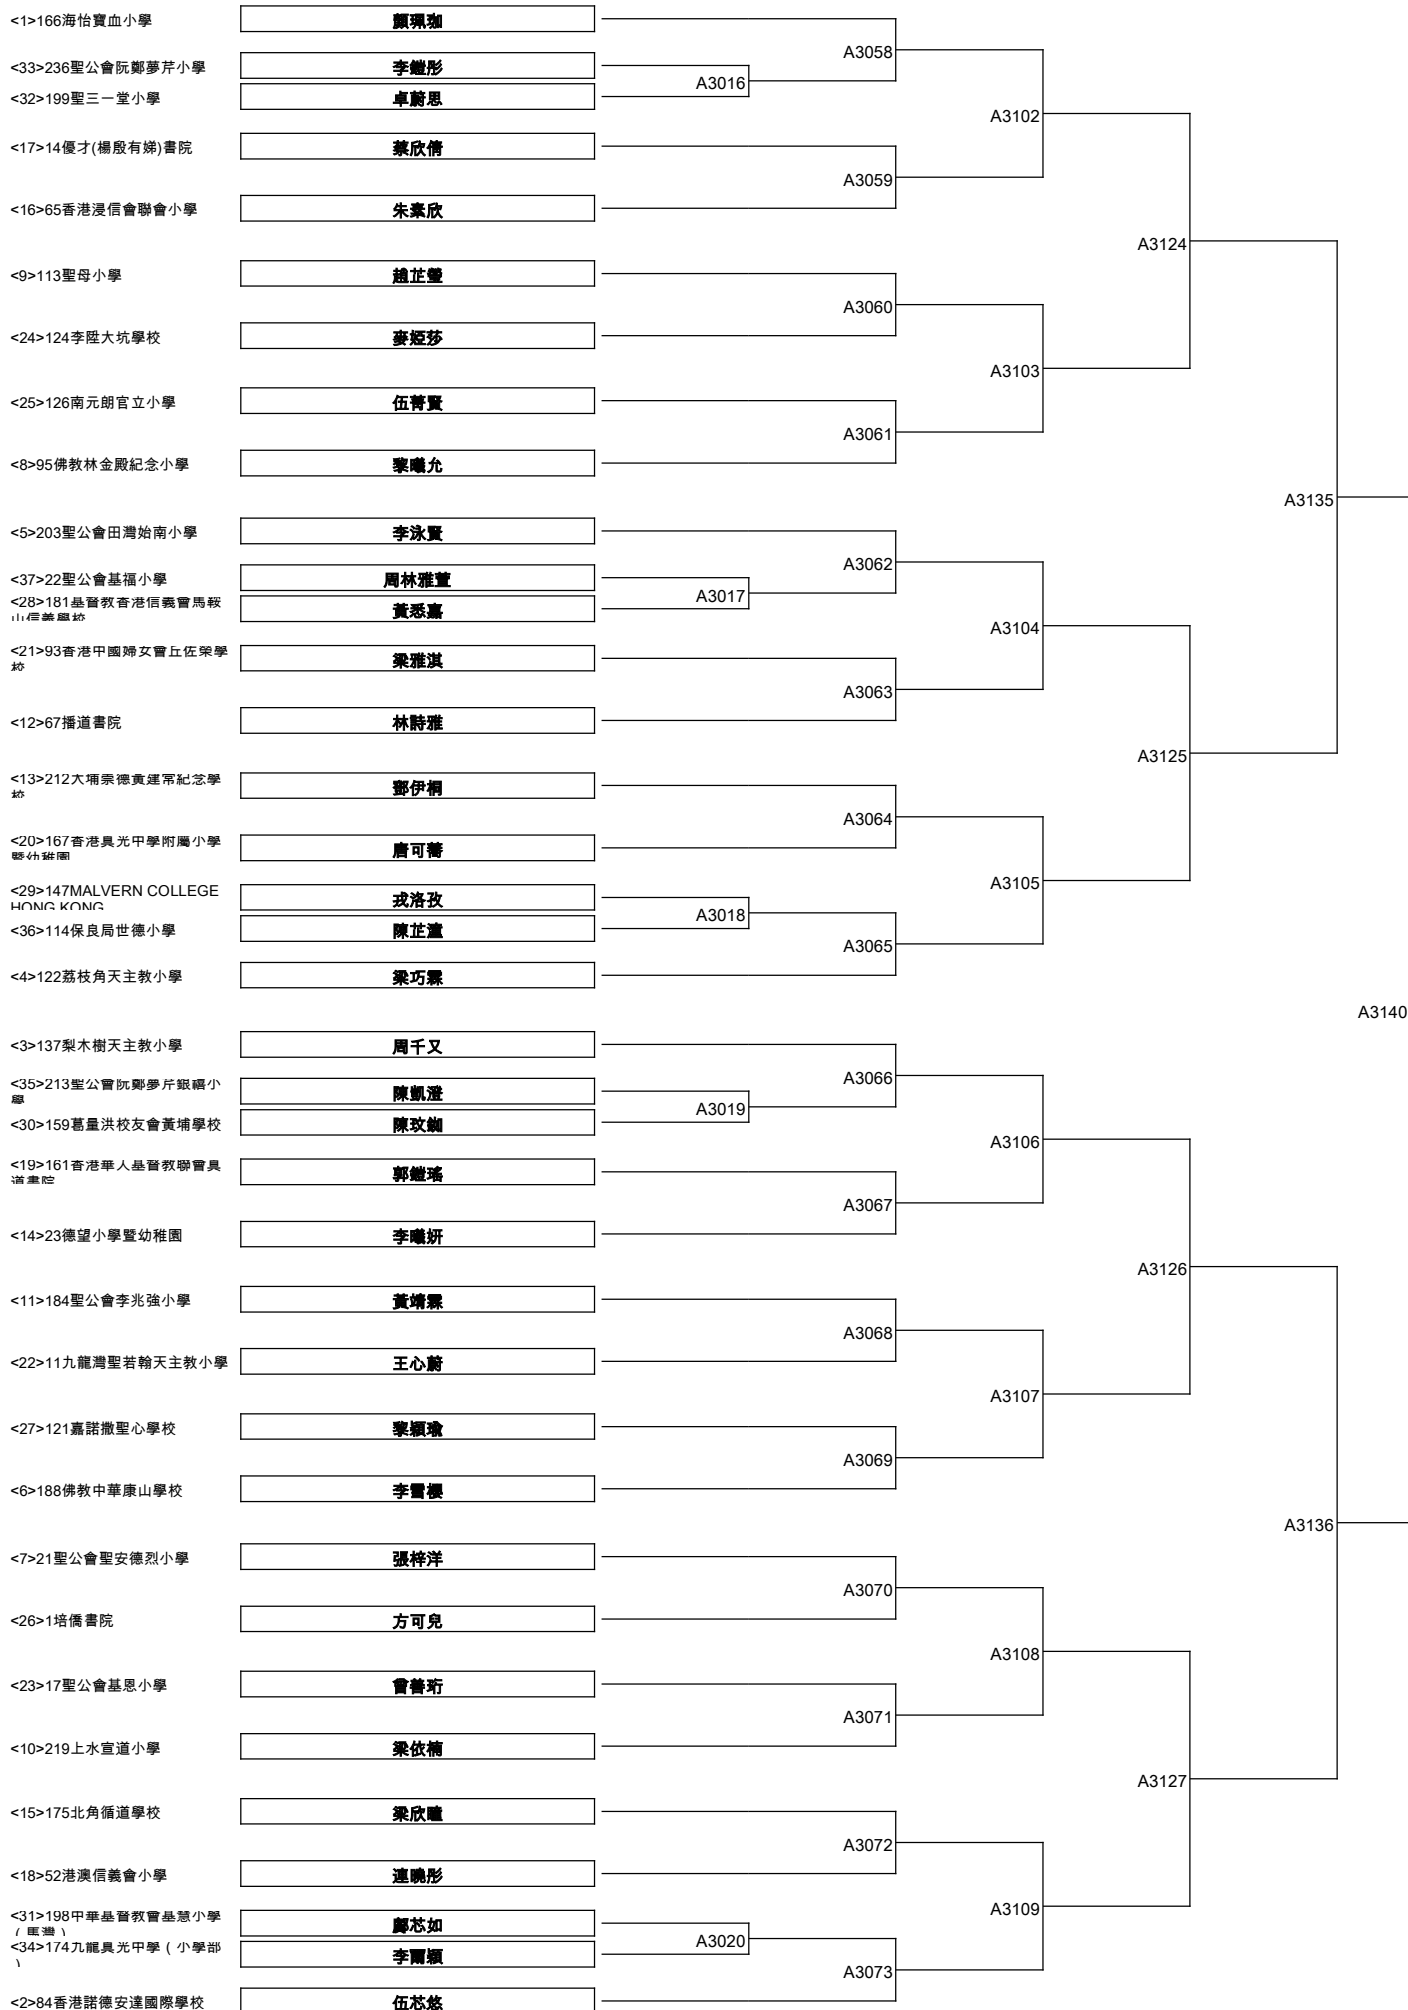 <1>166海怡寶血小學 顏珮珈
A3058
<33>236聖公會阮鄭夢芹小學 李鎧彤
A3016
<32>199聖三一堂小學 卓蔚思
A3102
<17>14優才(楊殷有娣)書院 蔡欣倩
A3059
<16>65香港浸信會聯會小學 朱素欣
A3124
<9>113聖母小學 趙芷瑩
A3060
<24>124李陞大坑學校 麥婭莎
A3103
<25>126南元朗官立小學 伍菁賢
A3061
<8>95佛教林金殿紀念小學 黎曦允
A3135
<5>203聖公會田灣始南小學 李泳賢
A3062
<37>22聖公會基福小學 周林雅萱
A3017
<28>181基督教香港信義會馬鞍
山信義學校 黃悉嘉
A3104
<21>93香港中國婦女會丘佐榮學
校 梁雅淇
A3063
<12>67播道書院 林詩雅
A3125
<13>212大埔崇德黃建常紀念學
校 鄧伊桐
A3064
<20>167香港真光中學附屬小學
暨幼稚園 唐可蕎
A3105
<29>147MALVERN COLLEGE
HONG KONG 戎洛孜
A3018
<36>114保良局世德小學 陳芷潼
A3065
<4>122荔枝角天主教小學 梁巧霖
A3140
<3>137梨木樹天主教小學 周千又
A3066
<35>213聖公會阮鄭夢芹銀禧小
學 陳凱澄
A3019
<30>159葛量洪校友會黃埔學校 陳玟銣
A3106
<19>161香港華人基督教聯會真
道書院 郭鎧瑤
A3067
<14>23德望小學暨幼稚園 李曦妍
A3126
<11>184聖公會李兆強小學 黃靖霖
A3068
<22>11九龍灣聖若翰天主教小學 王心蔚
A3107
<27>121嘉諾撒聖心學校 黎穎瑜
A3069
<6>188佛教中華康山學校 李雪櫻
A3136
<7>21聖公會聖安德烈小學 張梓洋
A3070
<26>1培僑書院 方可兒
A3108
<23>17聖公會基恩小學 曾善珩
A3071
<10>219上水宣道小學 梁依楠
A3127
<15>175北角循道學校 梁欣曈
A3072
<18>52港澳信義會小學 連曉彤
A3109
<31>198中華基督教會基慧小學
（馬灣） 鄺芯如
A3020
<34>174九龍真光中學（小學部
） 李爾穎
A3073
<2>84香港諾德安達國際學校 伍芯悠